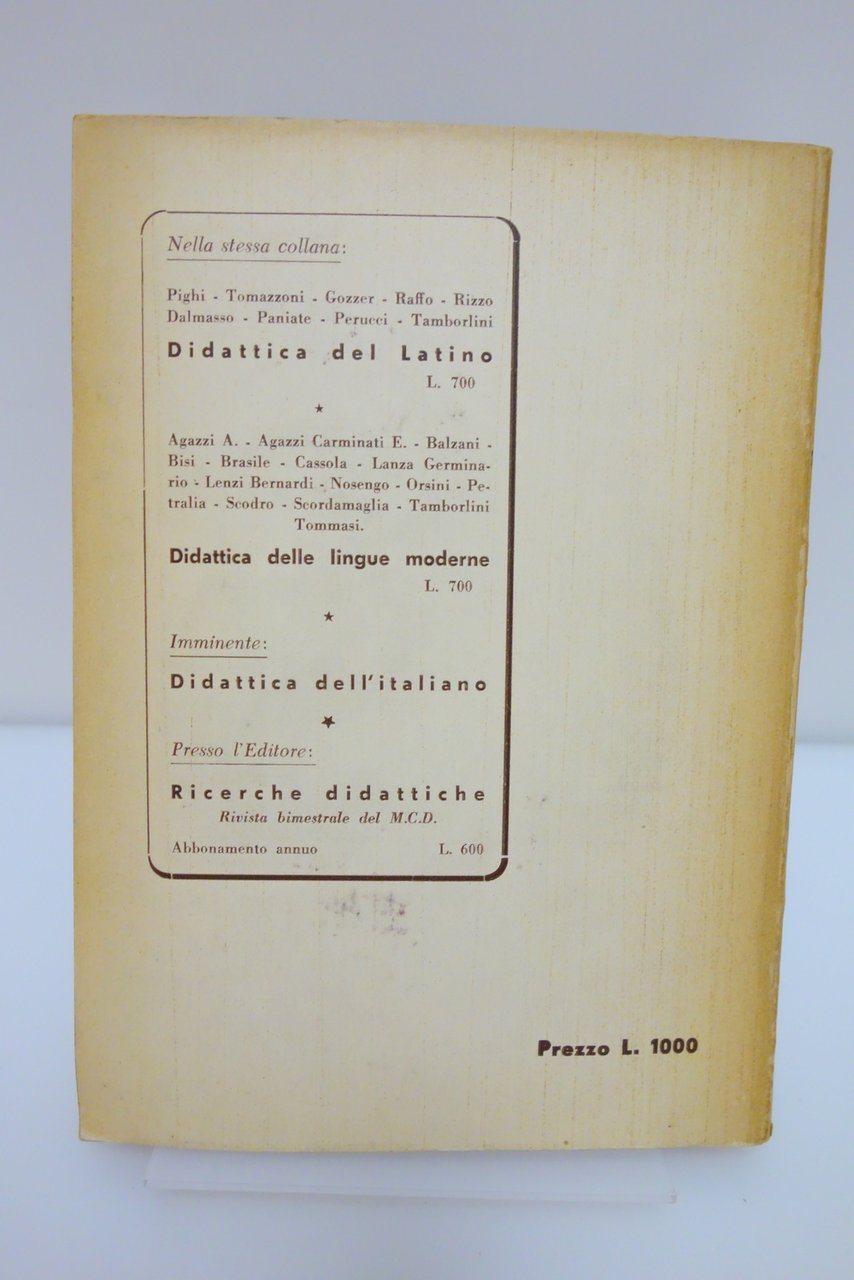 Nella stessa collana:
Pighi - Tomazzoni - Gozzer - Raffo - Rizzo
Dalmasso - Paniate - Perucci - Tamborlini
Didattica del Latino
L. 700
★
Agazzi A. - Agazzi Carminati E. - Balzani -
Bisi - Brasile - Cassola - Lanza Germina-
rio - Lenzi Bernardi - Nosengo - Orsini - Pe-
tralia - Scodro - Scordamaglia - Tamborlini
Tommasi.
Didattica delle lingue moderne
L. 700
★
Imminente:
Didattica dell'italiano
★
Presso l'Editore:
Ricerche didattiche
Rivista bimestrale del M.C.D.
Abbonamento annuo L. 600
Prezzo L. 1000